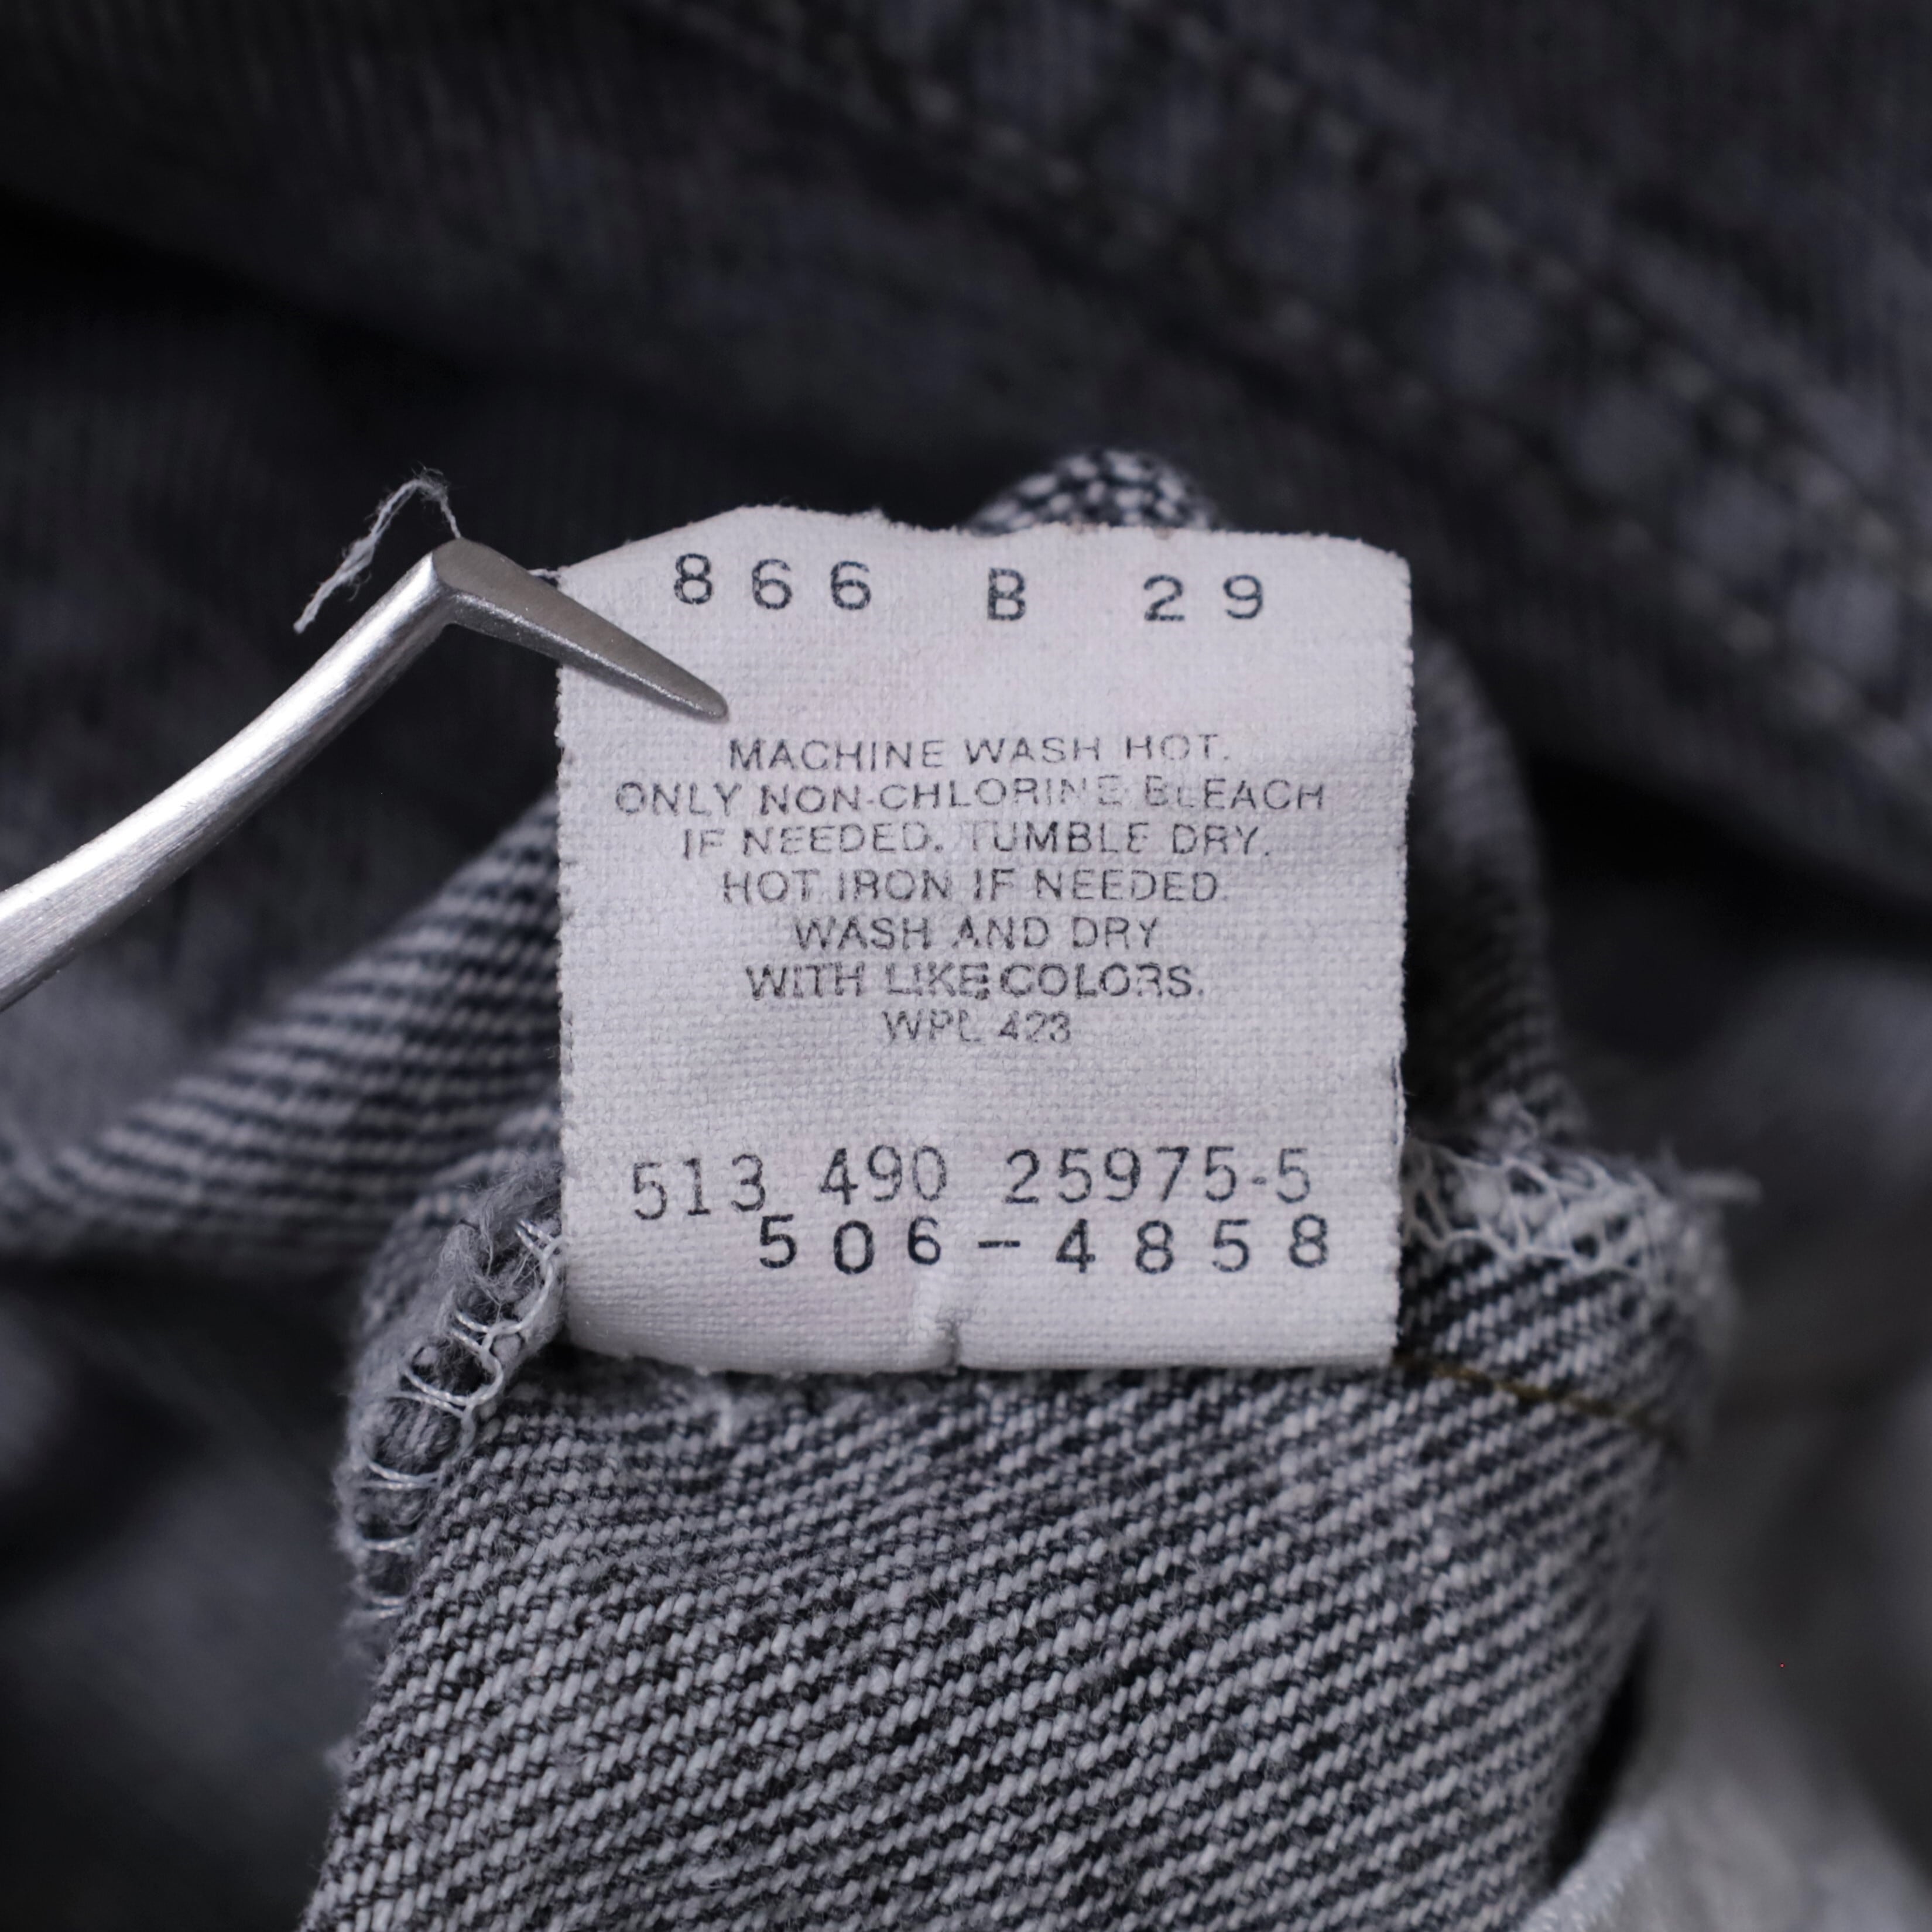 866 B 29
MACHINE WASH HOT.
ONLY NON-CHLORINE BLEACH
IF NEEDED. TUMBLE DRY.
HOT IRON IF NEEDED.
WASH AND DRY
WITH LIKE COLORS.
WPL 423
513 490 25975-5
506-4858